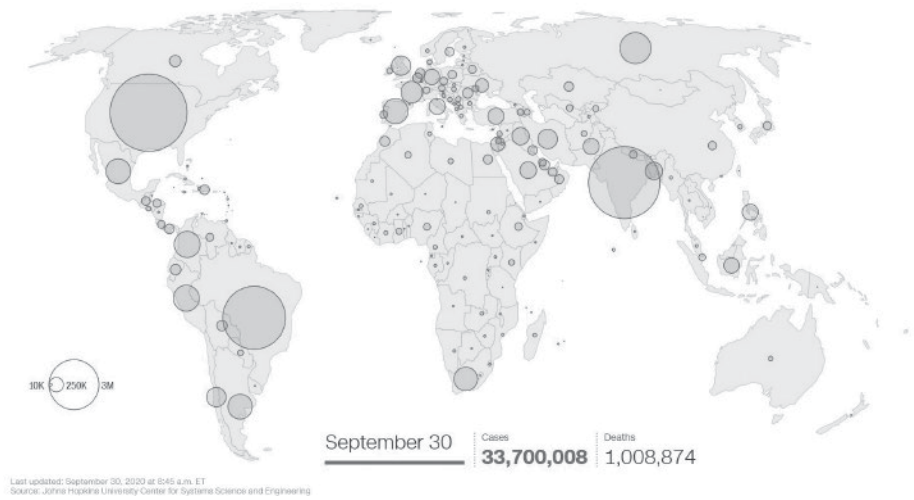 10K 250K 3M
September 30
Cases
33,700,008
Deaths
1,008,874
Last updated: September 30, 2020 at 8:45 a.m. ET
Source: Johns Hopkins University Center for Systems Science and Engineering